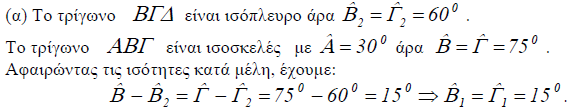 (α) Το τρίγωνο ΒΓΔ είναι ισόπλευρο άρα B̂₂ = Γ̂₂ = 60⁰ .
Το τρίγωνο ΑΒΓ είναι ισοσκελές με Â = 30⁰ άρα B̂ = Γ̂ = 75⁰ .
Αφαιρώντας τις ισότητες κατά μέλη, έχουμε:
B̂ − B̂₂ = Γ̂ − Γ̂₂ = 75⁰ − 60⁰ = 15⁰ ⇒ B̂₁ = Γ̂₁ = 15⁰.